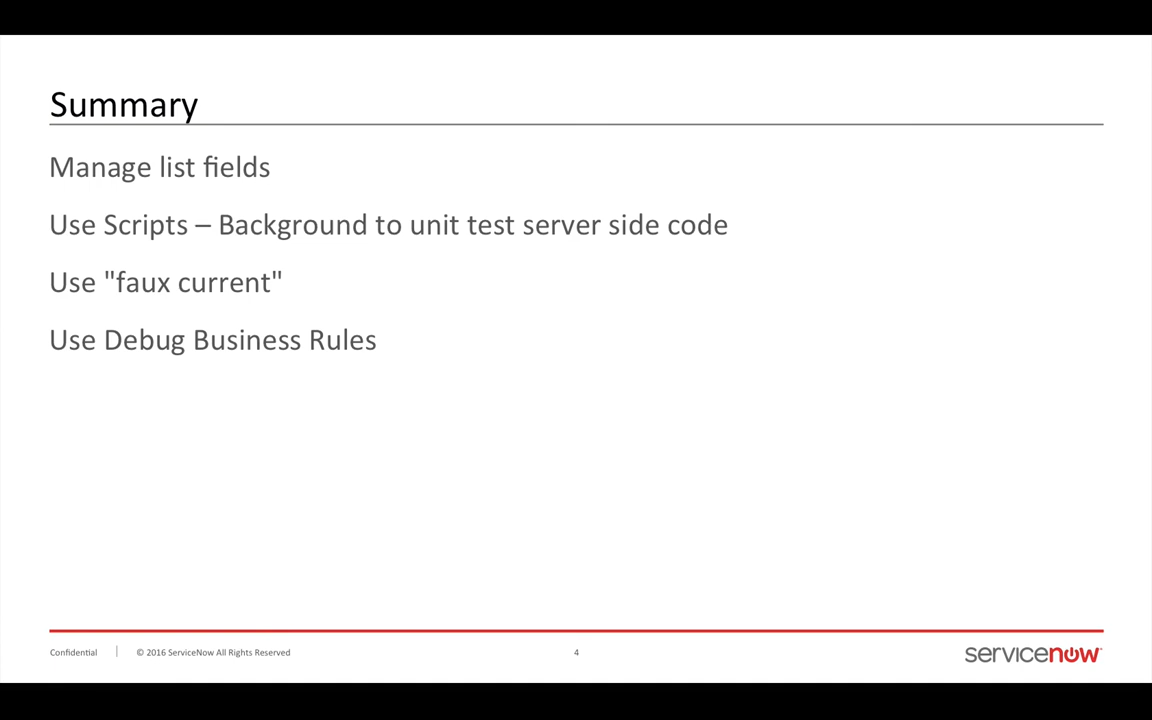 Summary
Manage list fields
Use Scripts – Background to unit test server side code
Use "faux current"
Use Debug Business Rules
Confidential | © 2016 ServiceNow All Rights Reserved 4 servicenow